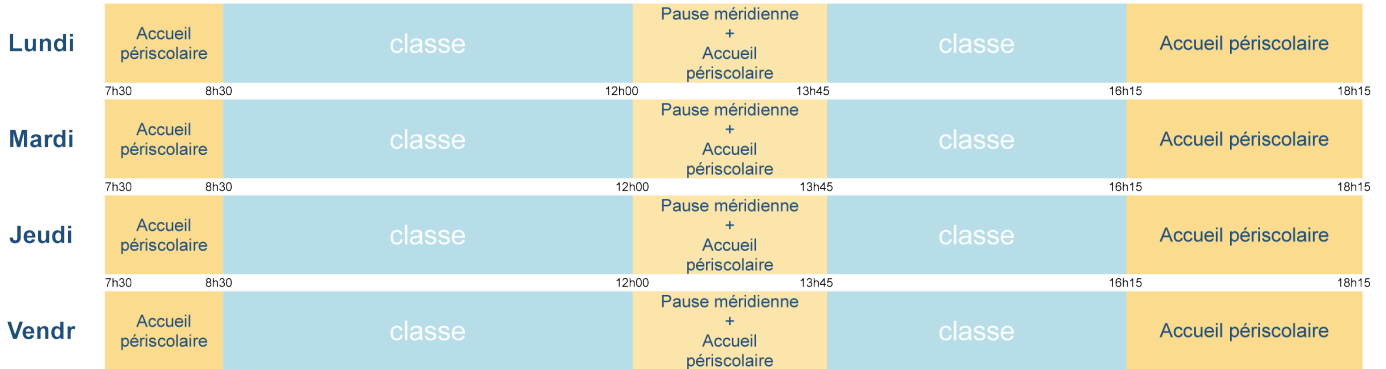 Lundi
Accueil
périscolaire
classe
Pause méridienne
+
Accueil
périscolaire
classe
Accueil périscolaire
7h30 8h30 12h00 13h45 16h15 18h15
Mardi
Accueil
périscolaire
classe
Pause méridienne
+
Accueil
périscolaire
classe
Accueil périscolaire
7h30 8h30 12h00 13h45 16h15 18h15
Jeudi
Accueil
périscolaire
classe
Pause méridienne
+
Accueil
périscolaire
classe
Accueil périscolaire
7h30 8h30 12h00 13h45 16h15 18h15
Vendr
Accueil
périscolaire
classe
Pause méridienne
+
Accueil
périscolaire
classe
Accueil périscolaire